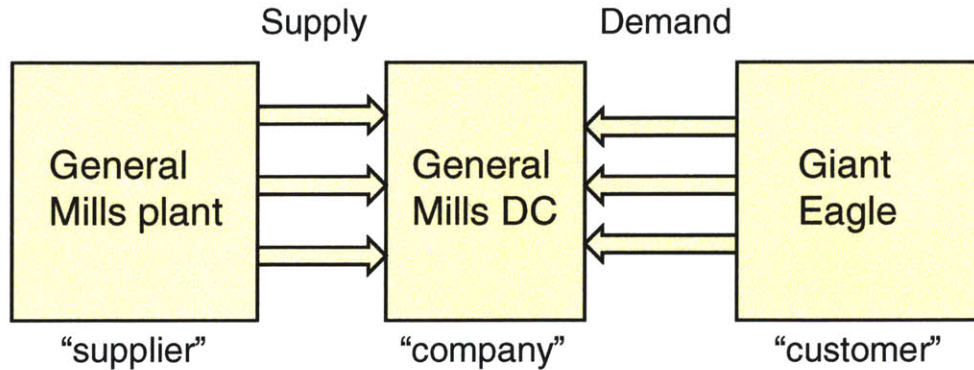 Supply
Demand
General
Mills plant
General
Mills DC
Giant
Eagle
“supplier”
“company”
“customer”